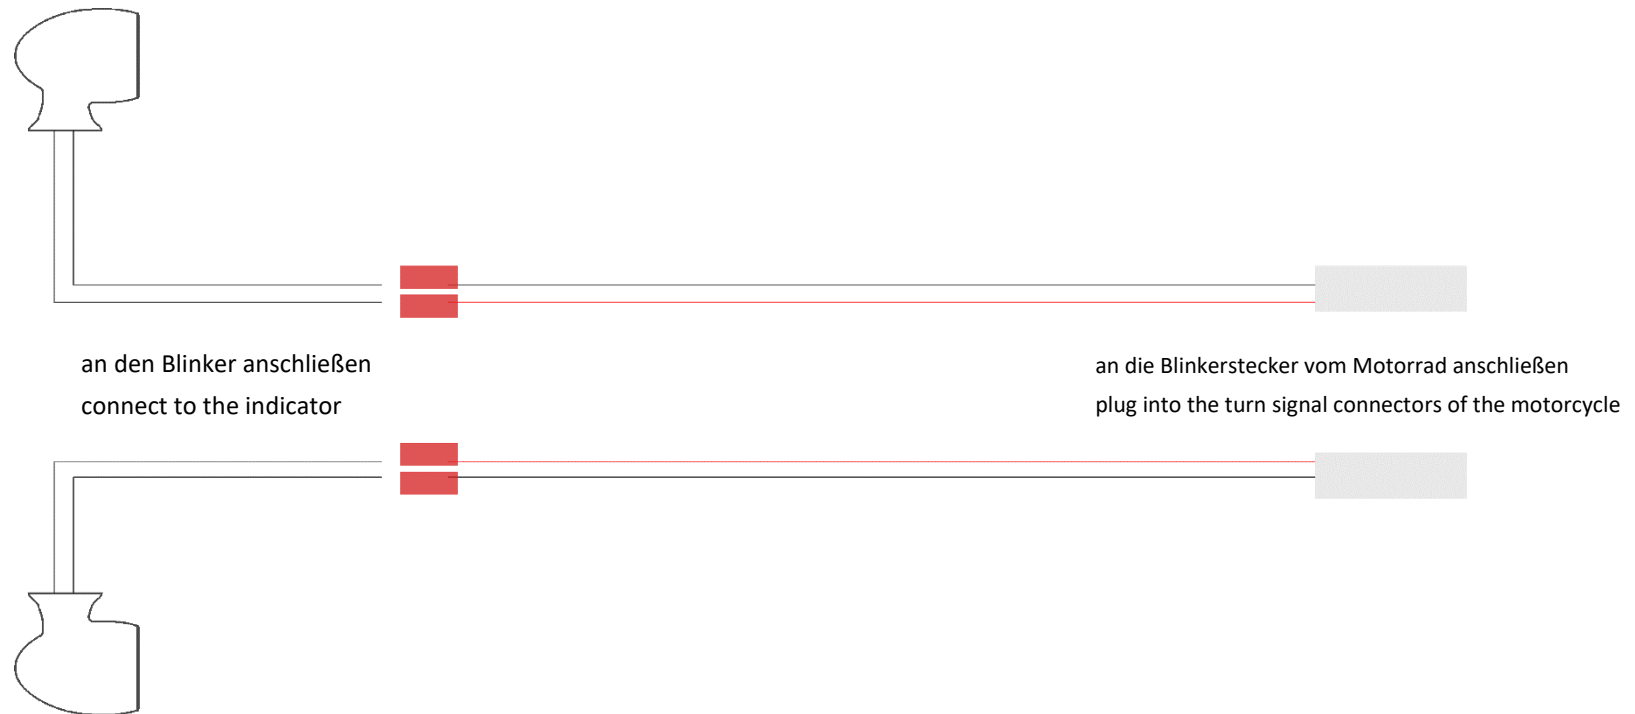 an den Blinker anschließen
connect to the indicator
an die Blinkerstecker vom Motorrad anschließen
plug into the turn signal connectors of the motorcycle